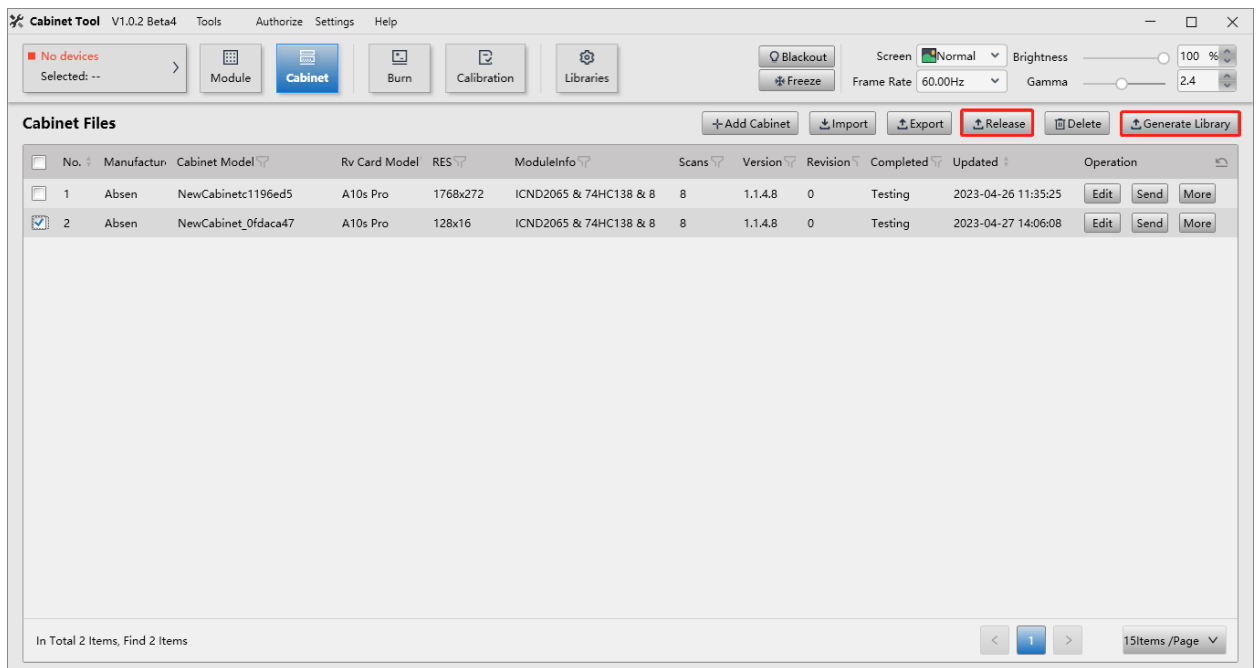 Cabinet Tool V1.0.2 Beta4 Tools Authorize Settings Help
No devices
Selected: --
Module
Cabinet
Burn
Calibration
Libraries
Blackout
Freeze
Screen Normal
Frame Rate 60.00Hz
Brightness 100 %
Gamma 2.4
Cabinet Files
Add Cabinet Import Export Release Delete Generate Library
No. Manufactur Cabinet Model Rv Card Model RES ModuleInfo Scans Version Revision Completed Updated Operation
1 Absen NewCabinetc1196ed5 A10s Pro 1768x272 ICND2065 & 74HC138 & 8 8 1.1.4.8 0 Testing 2023-04-26 11:35:25 Edit Send More
2 Absen NewCabinet_0fdaca47 A10s Pro 128x16 ICND2065 & 74HC138 & 8 8 1.1.4.8 0 Testing 2023-04-27 14:06:08 Edit Send More
In Total 2 Items, Find 2 Items
< 1 > 15Items /Page